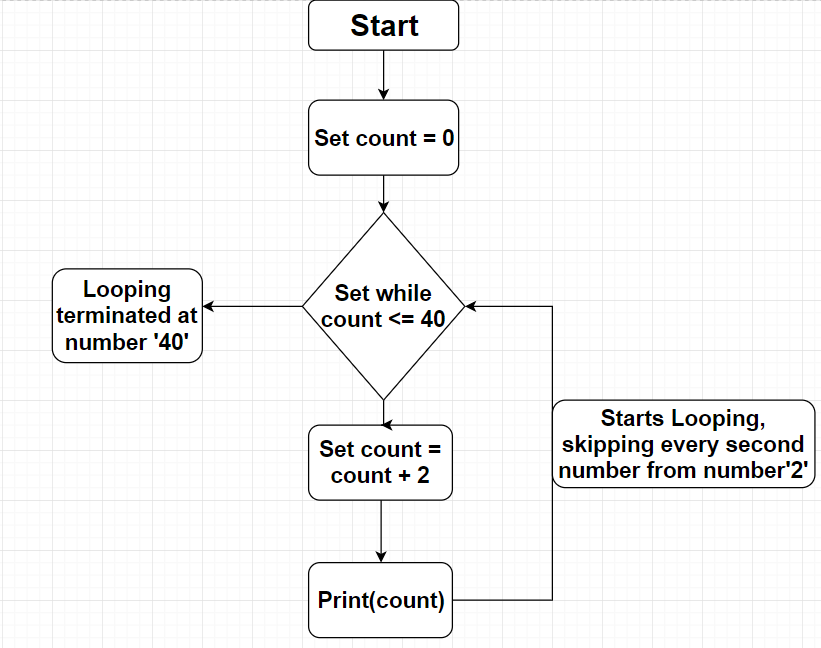 Start
Set count = 0
Set while
count <= 40
Looping
terminated at
number '40'
Set count =
count + 2
Starts Looping,
skipping every second
number from number'2'
Print(count)